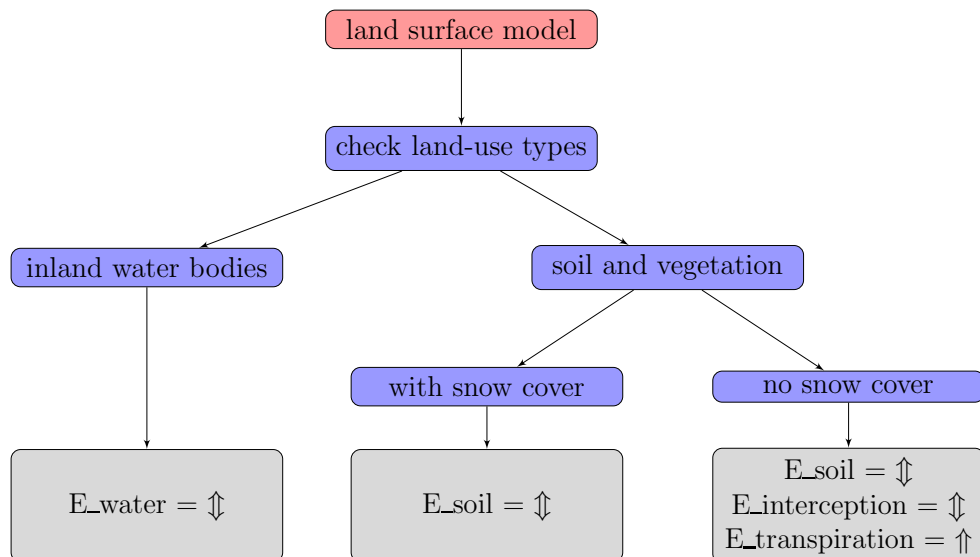 land surface model
check land-use types
inland water bodies
soil and vegetation
with snow cover
no snow cover
E_water = ⇕
E_soil = ⇕
E_soil = ⇕
E_interception = ⇕
E_transpiration = ⇑